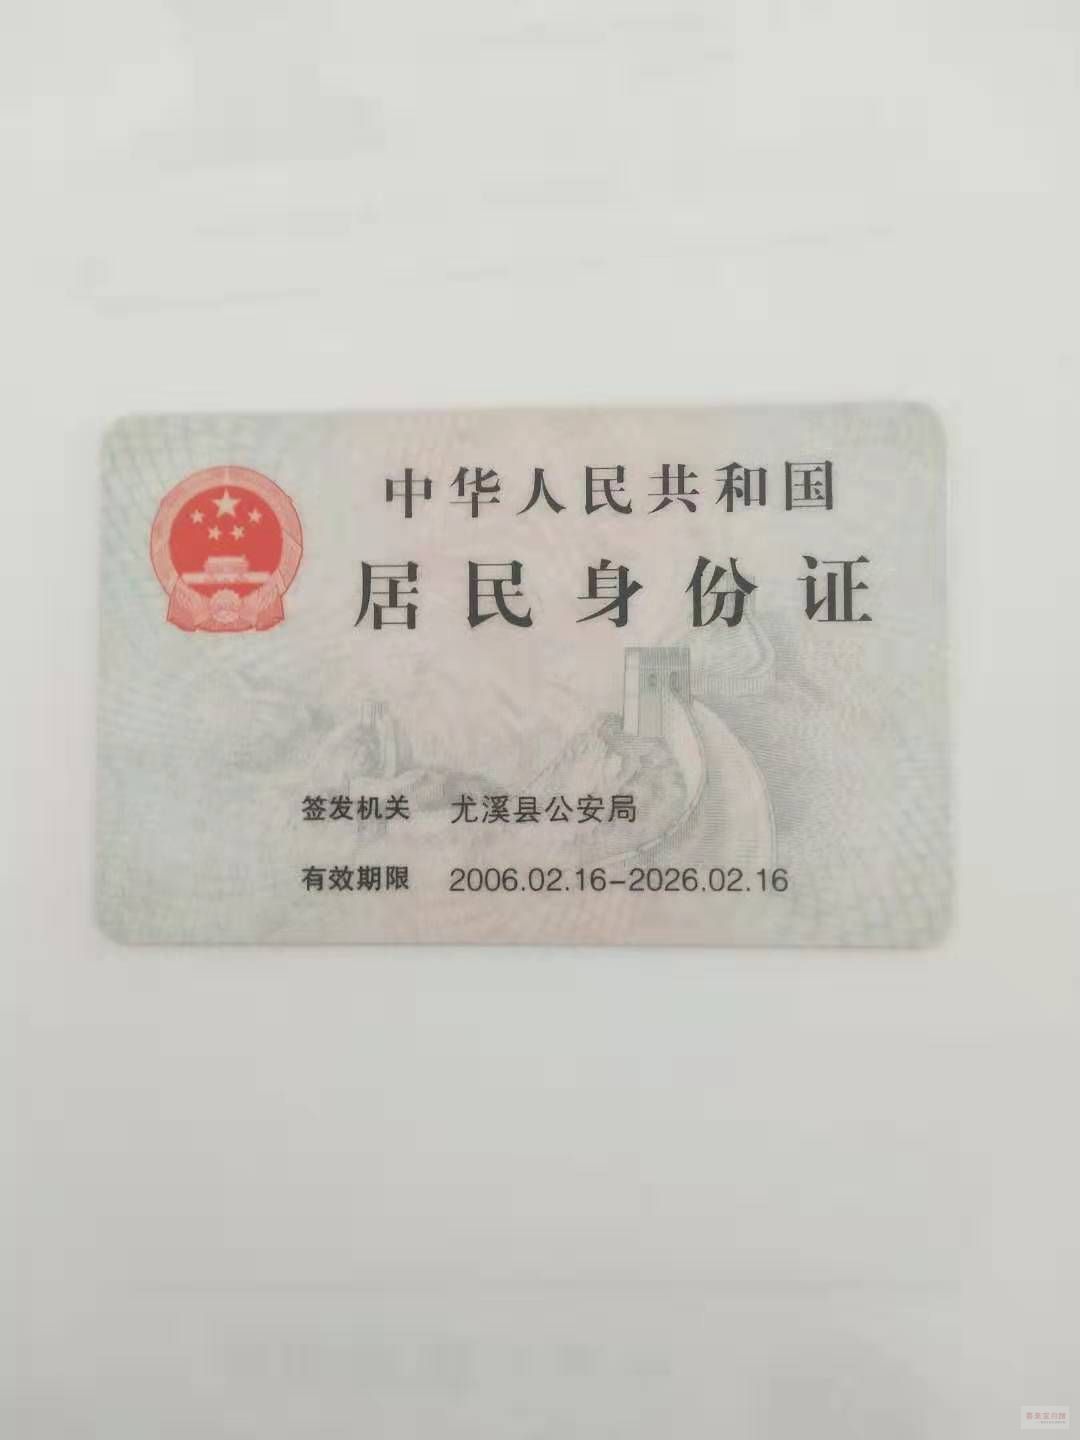 中华人民共和国
居民身份证
签发机关 尤溪县公安局
有效期限 2006.02.16-2026.02.16